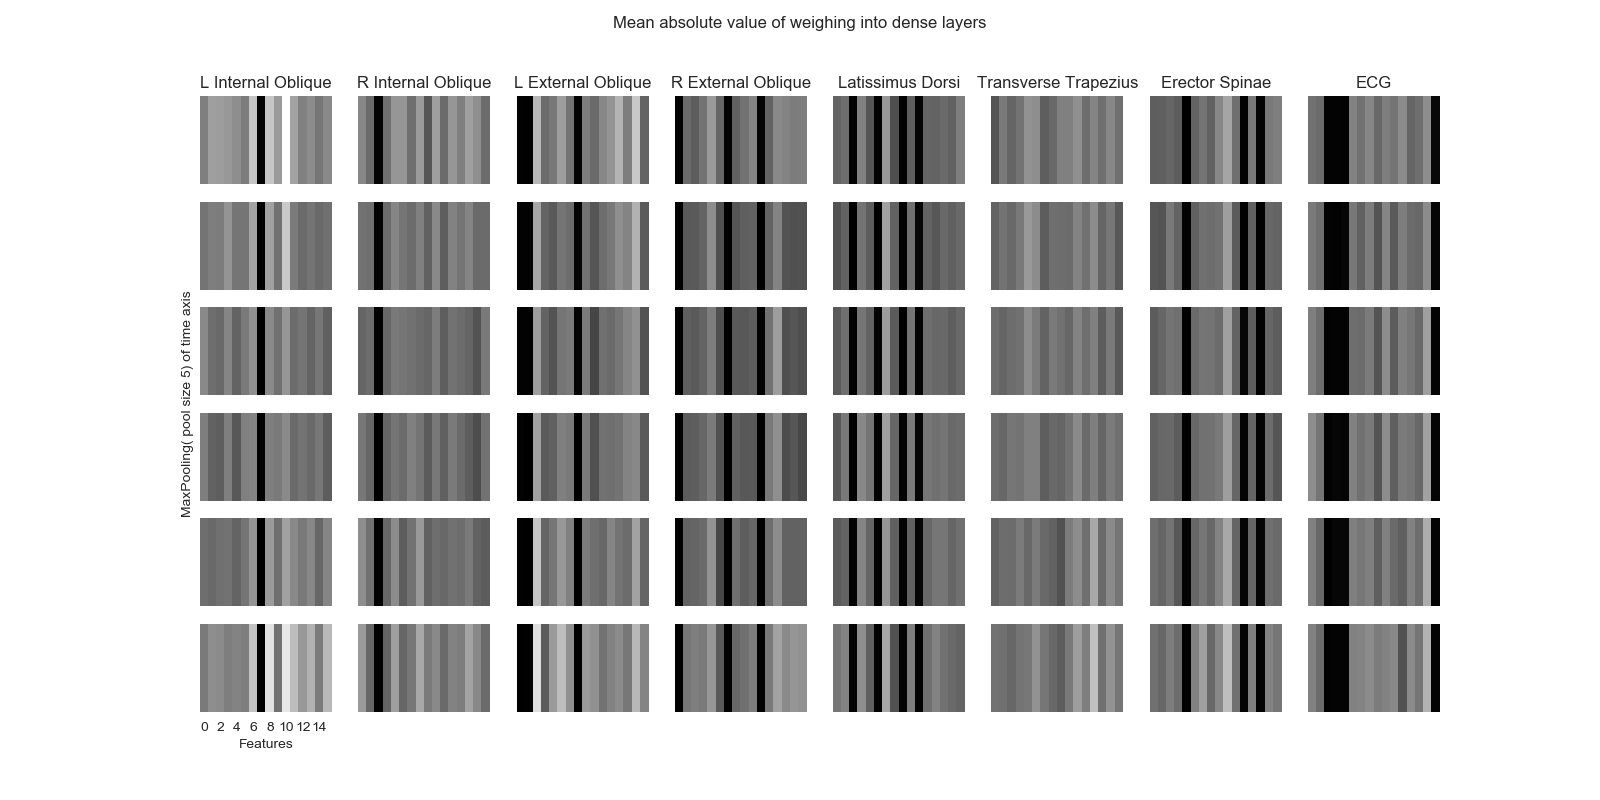 Mean absolute value of weighing into dense layers
L Internal Oblique
R Internal Oblique
L External Oblique
R External Oblique
Latissimus Dorsi
Transverse Trapezius
Erector Spinae
ECG
MaxPooling( pool size 5) of time axis
0 2 4 6 8 10 12 14
Features